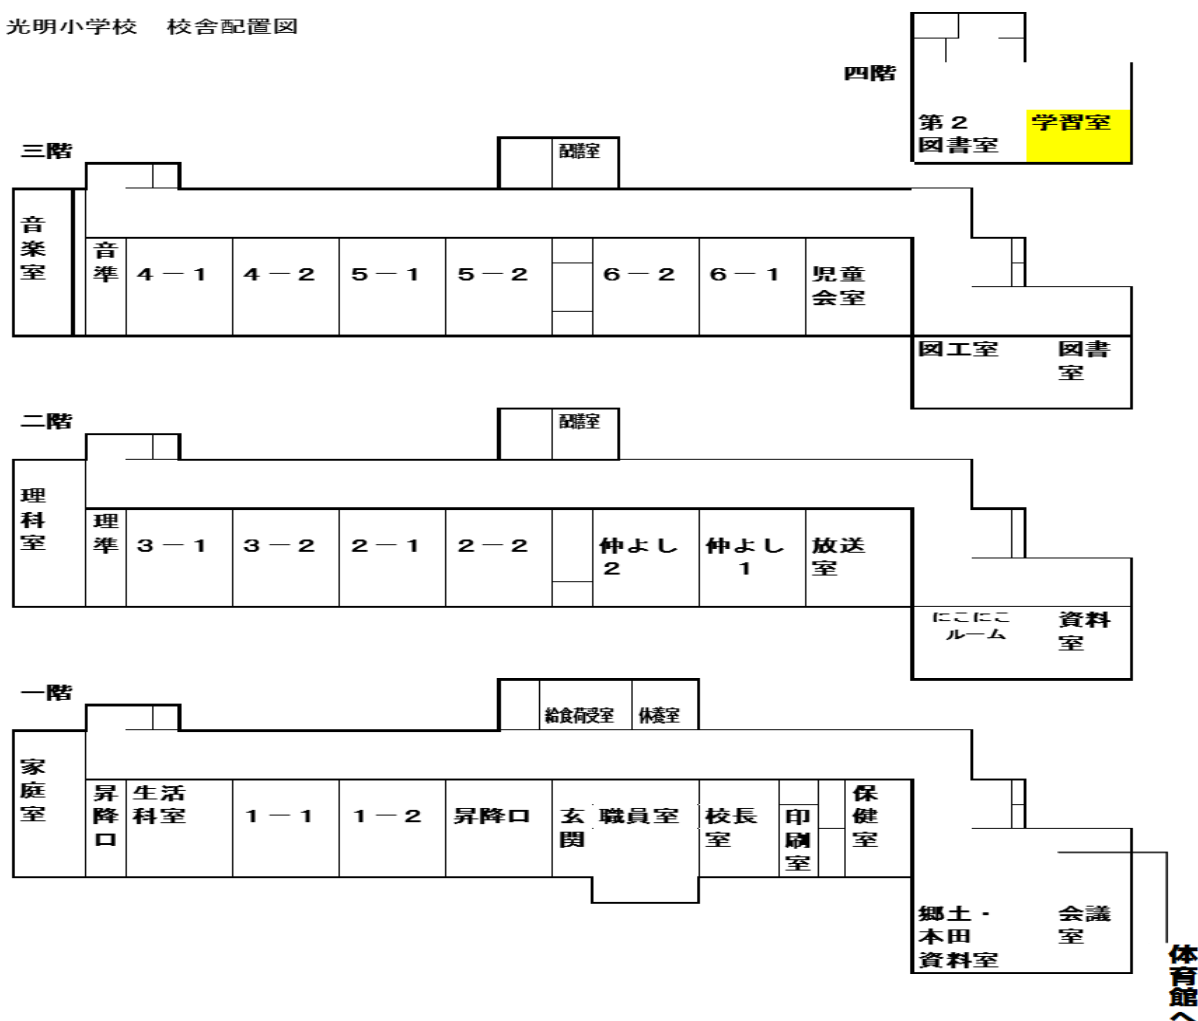 光明小学校　校舎配置図
四階
第2
図書室
学習室
三階
配膳室
音楽室
音準
4－1
4－2
5－1
5－2
6－2
6－1
児童
会室
図工室
図書
室
二階
配膳室
理科室
理準
3－1
3－2
2－1
2－2
仲よし
2
仲よし
1
放送
室
にこにこ
ルーム
資料
室
一階
給食荷受室
休養室
家庭室
昇降口
生活
科室
1－1
1－2
昇降口
玄関
職員室
校長
室
印刷室
保健室
郷土・
本田
資料室
会議
室
体育館へ